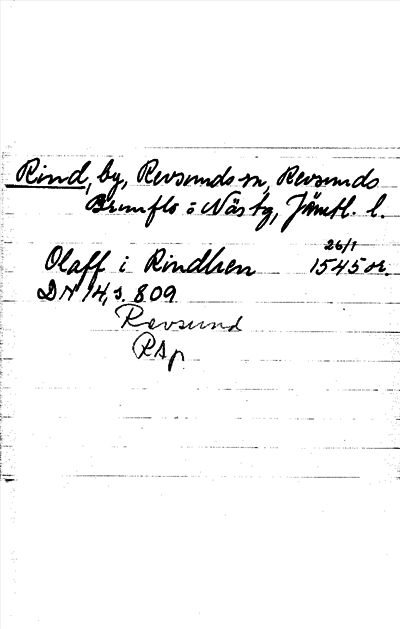 Rind, by, Revsunds sn, Revsunds
Brunflo o Näs tg, Jämtl. l.
Olaff i Rindhen 26/1 1545 or.
DN 14, s. 809
Revsund